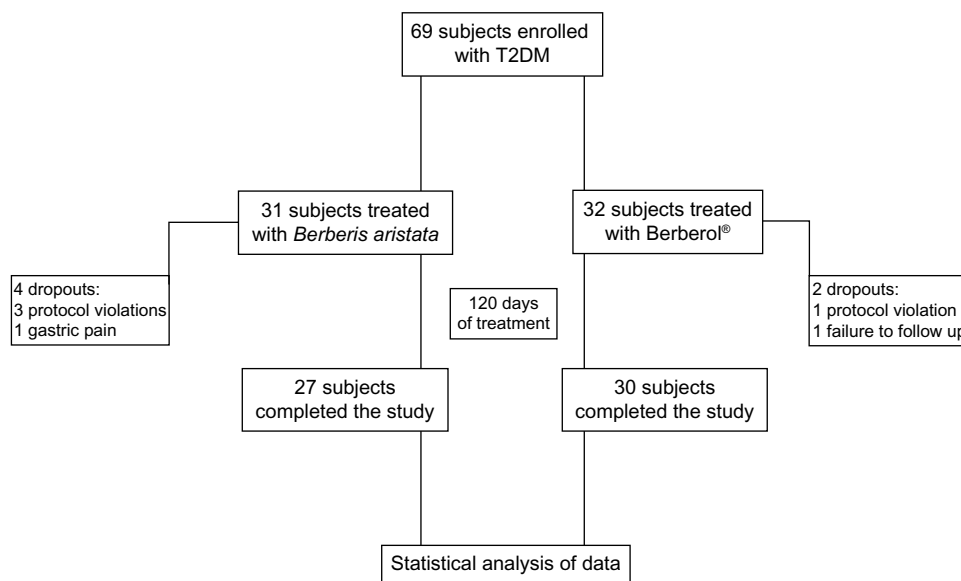 69 subjects enrolled
with T2DM
31 subjects treated
with Berberis aristata
32 subjects treated
with Berberol®
4 dropouts:
3 protocol violations
1 gastric pain
120 days
of treatment
2 dropouts:
1 protocol violation
1 failure to follow up
27 subjects
completed the study
30 subjects
completed the study
Statistical analysis of data